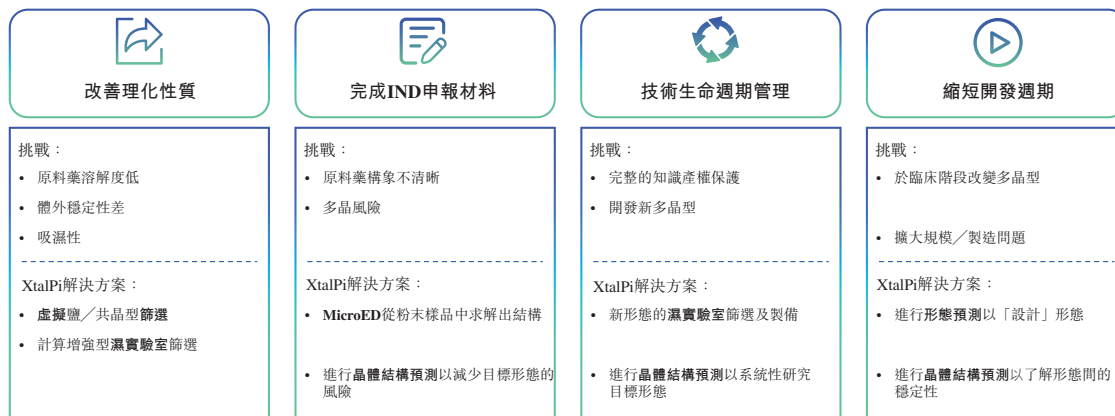 改善理化性質
挑戰：
• 原料藥溶解度低
• 體外穩定性差
• 吸濕性
XtalPi解決方案：
• 虛擬鹽╱共晶型篩選
• 計算增強型濕實驗室篩選
完成IND申報材料
挑戰：
• 原料藥構象不清晰
• 多晶風險
XtalPi解決方案：
• MicroED從粉末樣品中求解出結構
• 進行晶體結構預測以減少目標形態的
風險
技術生命週期管理
挑戰：
• 完整的知識產權保護
• 開發新多晶型
XtalPi解決方案：
• 新形態的濕實驗室篩選及製備
• 進行晶體結構預測以系統性研究
目標形態
縮短開發週期
挑戰：
• 於臨床階段改變多晶型
• 擴大規模╱製造問題
XtalPi解決方案：
• 進行形態預測以「設計」形態
• 進行晶體結構預測以了解形態間的
穩定性